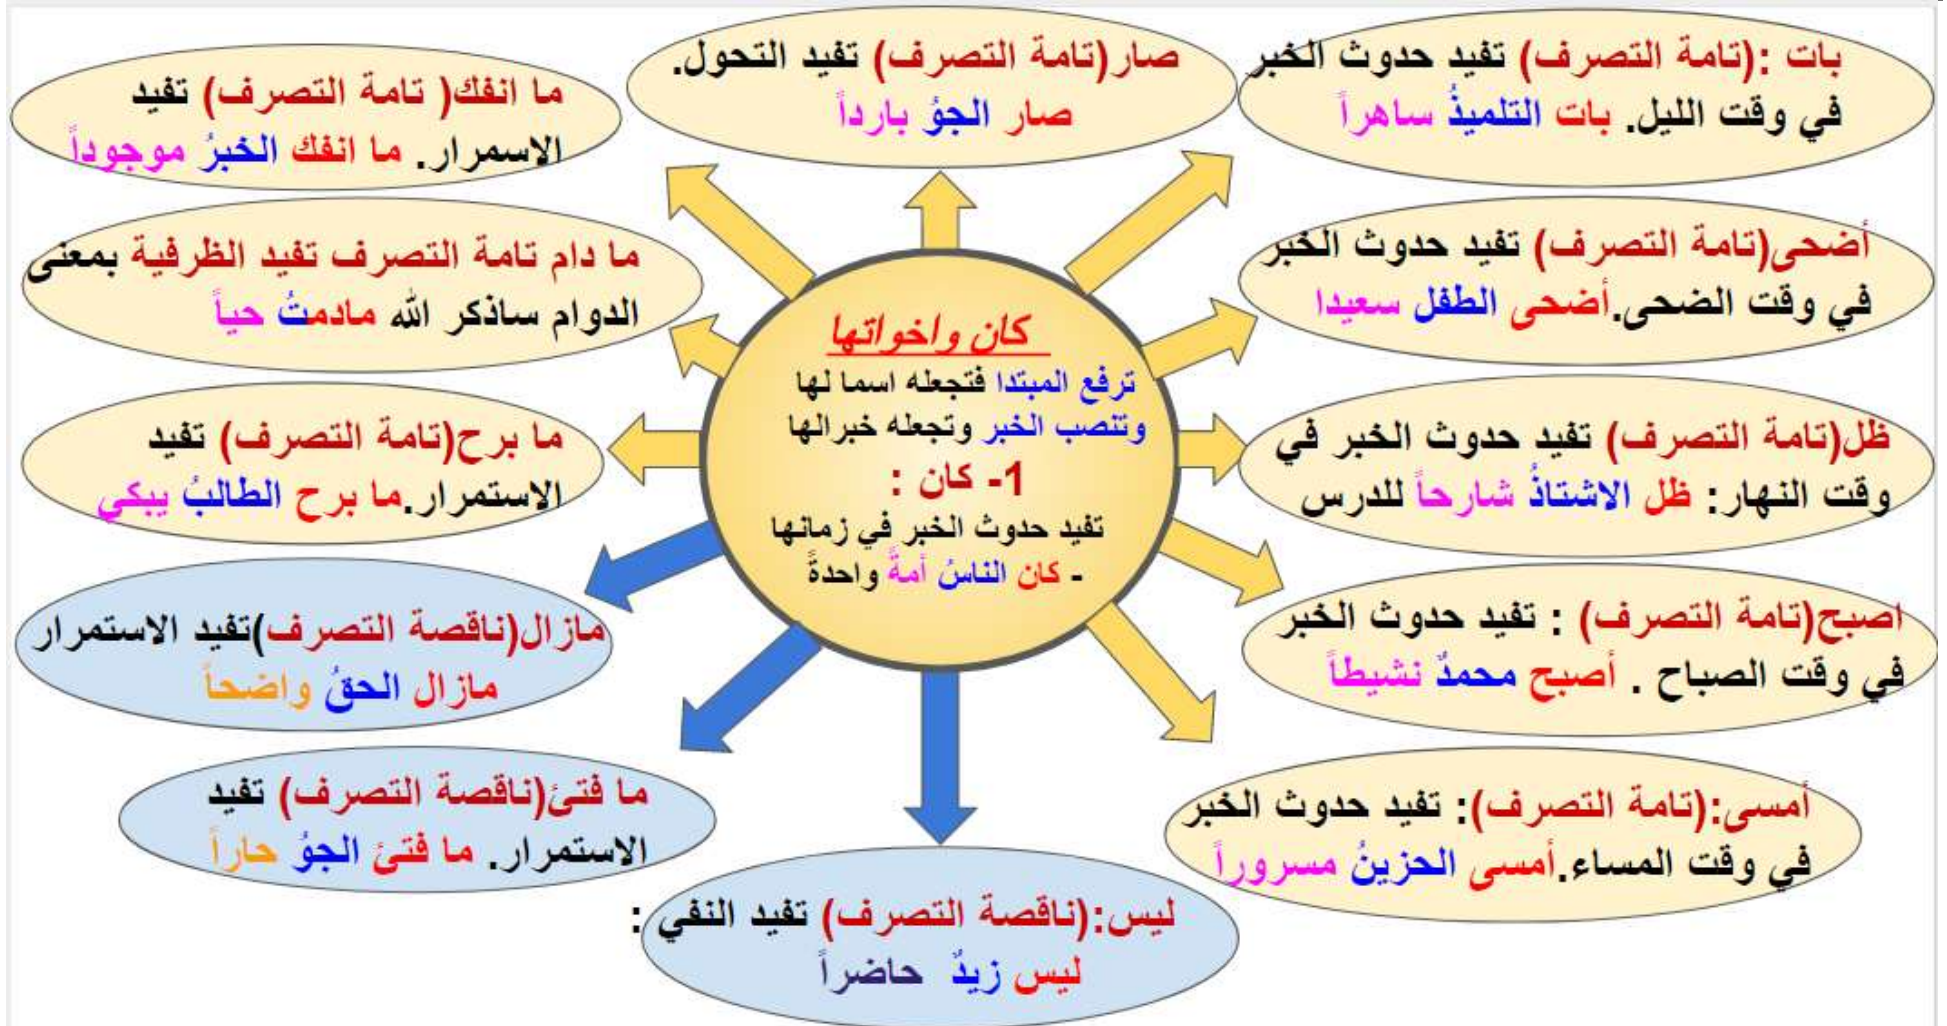 كان واخواتها
ترفع المبتدا فتجعله اسما لها
وتنصب الخبر وتجعله خبرالها
1- كان :
تفيد حدوث الخبر في زمانها
- كان الناسُ أمةً واحدةً
بات :(تامة التصرف) تفيد حدوث الخبر
في وقت الليل. بات التلميذُ ساهراً
أضحى(تامة التصرف) تفيد حدوث الخبر
في وقت الضحى.أضحى الطفل سعيدا
ظل(تامة التصرف) تفيد حدوث الخبر في
وقت النهار: ظل الاشتاذُ شارحاً للدرس
اصبح(تامة التصرف) : تفيد حدوث الخبر
في وقت الصباح . أصبح محمدٌ نشيطاً
أمسى:(تامة التصرف): تفيد حدوث الخبر
في وقت المساء.أمسى الحزينُ مسروراً
ليس:(ناقصة التصرف) تفيد النفي :
ليس زيدٌ حاضراً
ما فتئ(ناقصة التصرف) تفيد
الاستمرار. ما فتئ الجوُ حاراً
مازال(ناقصة التصرف)تفيد الاستمرار
مازال الحقُ واضحاً
ما برح(تامة التصرف) تفيد
الاستمرار.ما برح الطالبُ يبكي
ما دام تامة التصرف تفيد الظرفية بمعنى
الدوام ساذكر الله مادمتُ حياً
ما انفك( تامة التصرف) تفيد
الاسمرار. ما انفك الخبرُ موجوداً
صار(تامة التصرف) تفيد التحول.
صار الجوُ بارداً